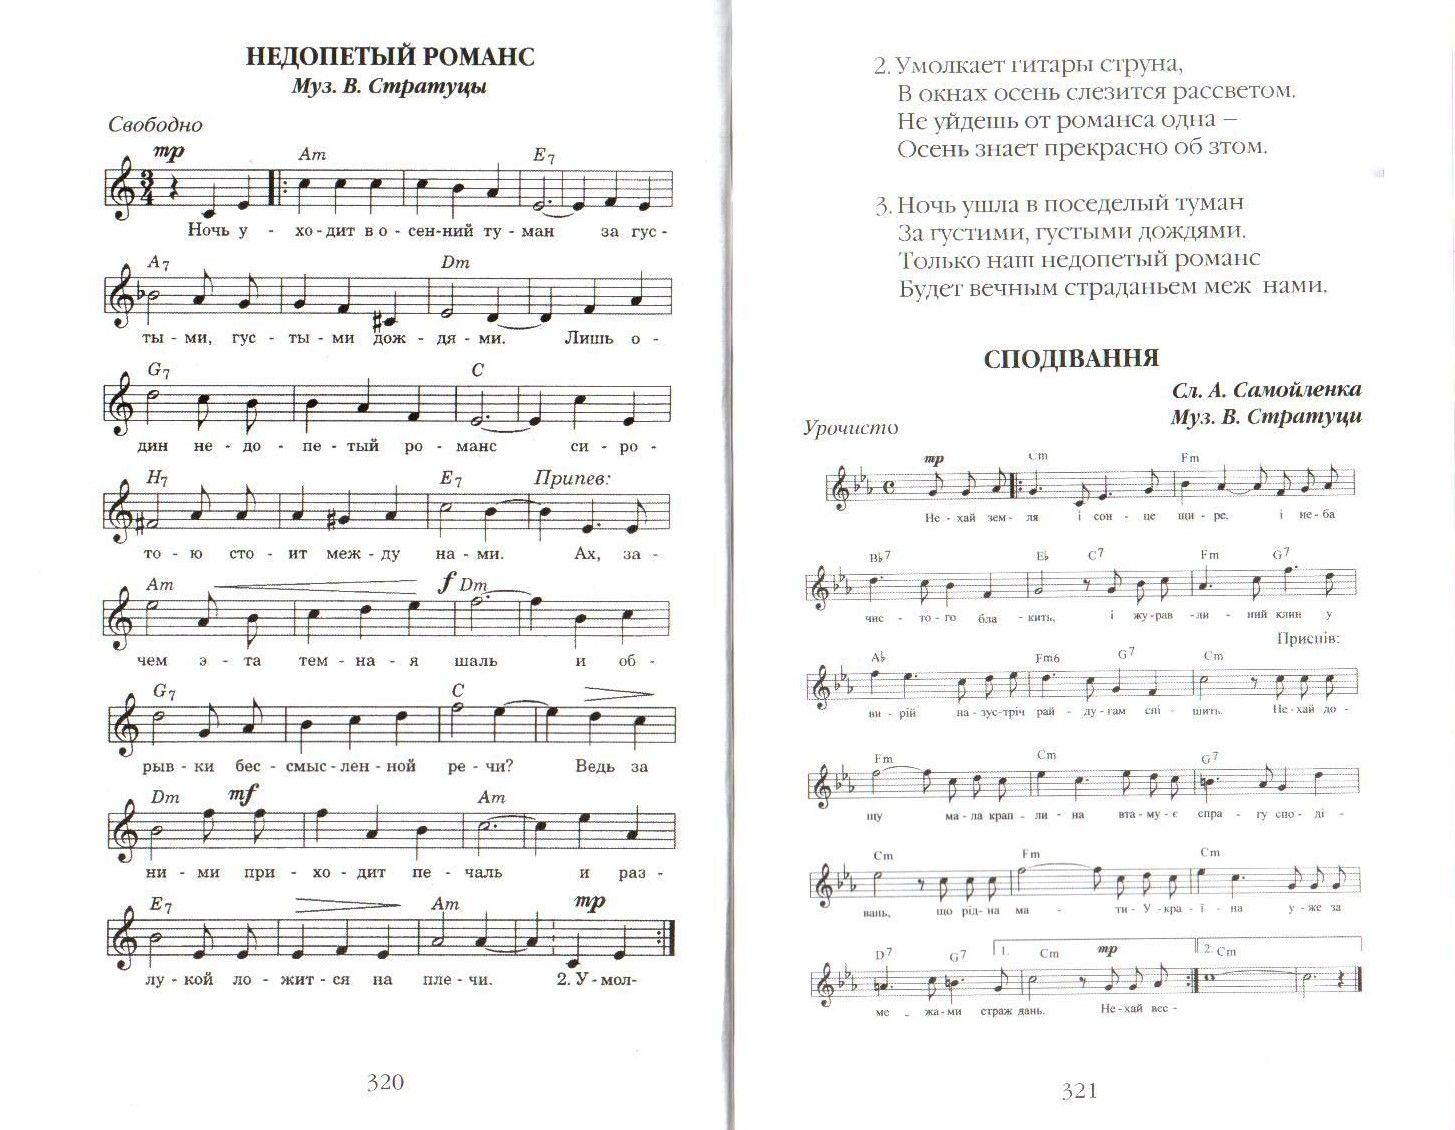 НЕДОПЕТЫЙ РОМАНС
Муз. В. Стратуцы
Свободно
mp Am E7
Ночь у - хо-дит в о - сен-ний ту - ман за гус -
A7 Dm
ты - ми, гус - ты - ми дож - дя - ми. Лишь о -
G7 C
дин не - до - пе - тый ро - манс си - ро -
H7 E7 Припев:
то - ю сто - ит меж - ду на - ми. Ах, за -
Am f Dm
чем э - та тем - на - я шаль и об -
G7 C
рыв - ки бес - смыс - лен - ной ре - чи? Ведь за
Dm mf Am
ни - ми при - хо - дит пе - чаль и раз -
E7 Am mp
лу - кой ло - жит - ся на пле - чи. 2. У - мол-
320
2. Умолкает гитары струна,
В окнах осень слезится рассветом.
Не уйдешь от романса одна –
Осень знает прекрасно об зтом.
3. Ночь ушла в поседелый туман
За густими, густыми дождями.
Только наш недопетый романс
Будет вечным страданьем меж нами.
СПОДІВАННЯ
Сл. А. Самойленка
Муз. В. Стратуци
Урочисто
mp Cm Fm
Не - хай зем - ля і сон - це щи - ре, і не - ба
B♭7 E♭ C7 Fm G7
чис - то - го бла - кить, і жу - рав - ли - ний клин у
Приспів:
A♭ Fm6 G7 Cm
ви - рій на - зус-тріч рай - ду - гам спі - шить. Не - хай до -
Fm Cm G7
щу ма - ла крап - ли - на вта - му - є спра - гу спо - ді -
Cm Fm Cm
вань, що рід - на ма - ти - У - кра - ї - на у - же за
D7 G7 1. Cm mp 2. Cm
ме - жа - ми страж дань. Не - хай вес -
321